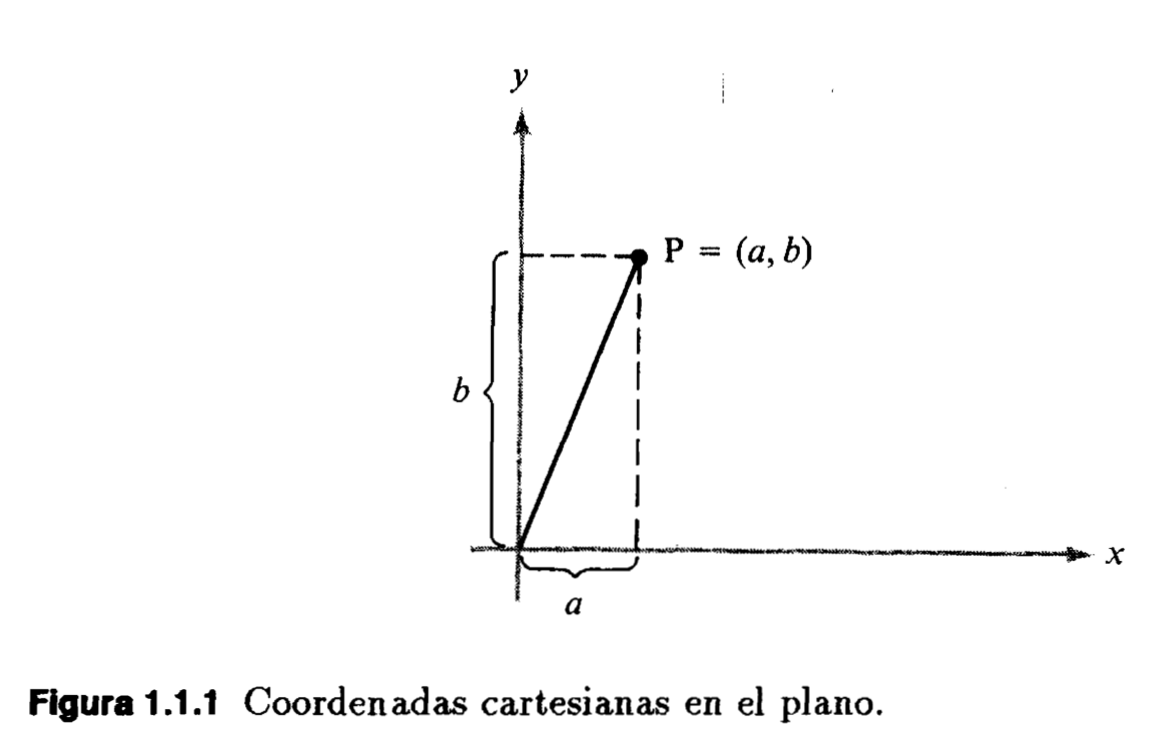 y
P = (a, b)
b
x
a
Figura 1.1.1 Coordenadas cartesianas en el plano.